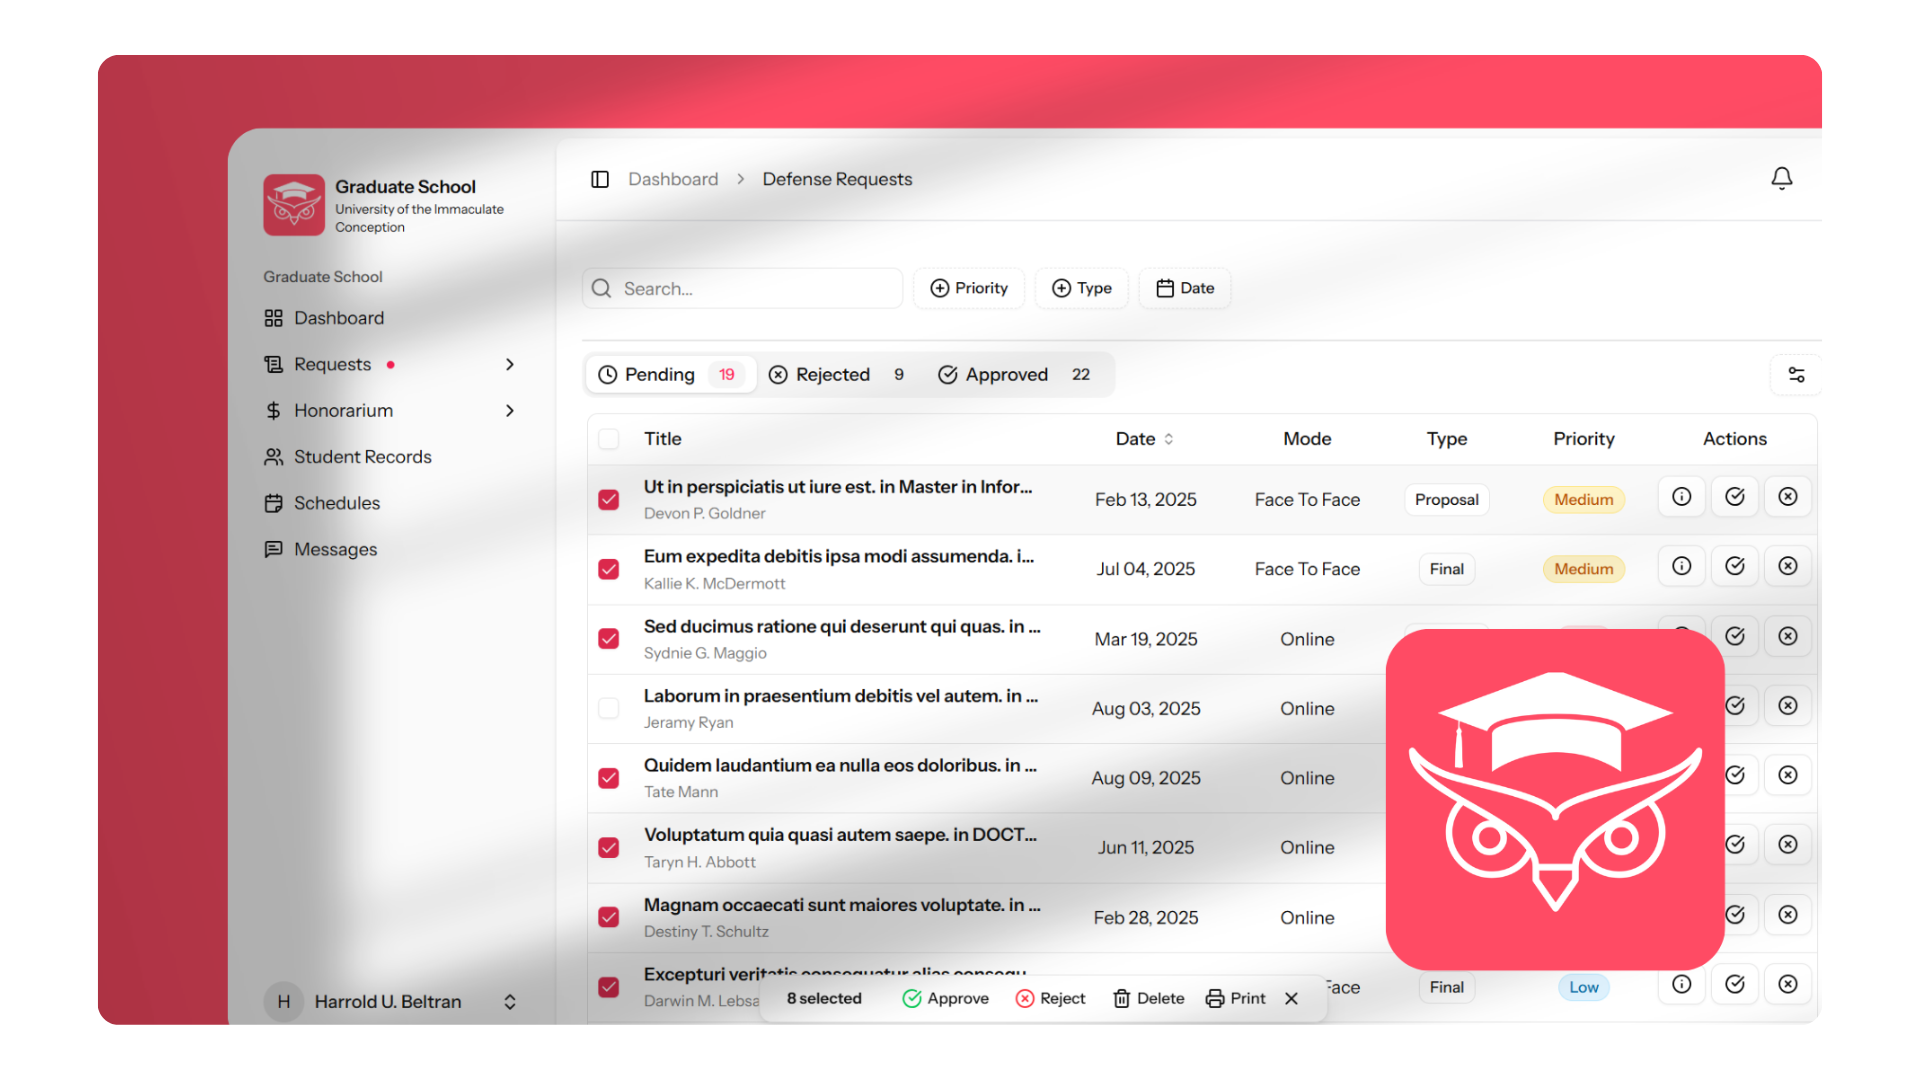 Graduate School
University of the Immaculate
Conception
Graduate School
Dashboard
Requests
Honorarium
Student Records
Schedules
Messages
H Harrold U. Beltran
Dashboard > Defense Requests
Search...
Priority
Type
Date
Pending 19
Rejected 9
Approved 22
Title Date Mode Type Priority Actions
Ut in perspiciatis ut iure est. in Master in Infor...
Devon P. Goldner
Feb 13, 2025 Face To Face Proposal Medium
Eum expedita debitis ipsa modi assumenda. i...
Kallie K. McDermott
Jul 04, 2025 Face To Face Final Medium
Sed ducimus ratione qui deserunt qui quas. in ...
Sydnie G. Maggio
Mar 19, 2025 Online
Laborum in praesentium debitis vel autem. in ...
Jeramy Ryan
Aug 03, 2025 Online
Quidem laudantium ea nulla eos doloribus. in ...
Tate Mann
Aug 09, 2025 Online
Voluptatum quia quasi autem saepe. in DOCT...
Taryn H. Abbott
Jun 11, 2025 Online
Magnam occaecati sunt maiores voluptate. in ...
Destiny T. Schultz
Feb 28, 2025 Online
Excepturi veritatis consequatur alias consequ
Darwin M. Lebsa
Face Final Low
8 selected Approve Reject Delete Print